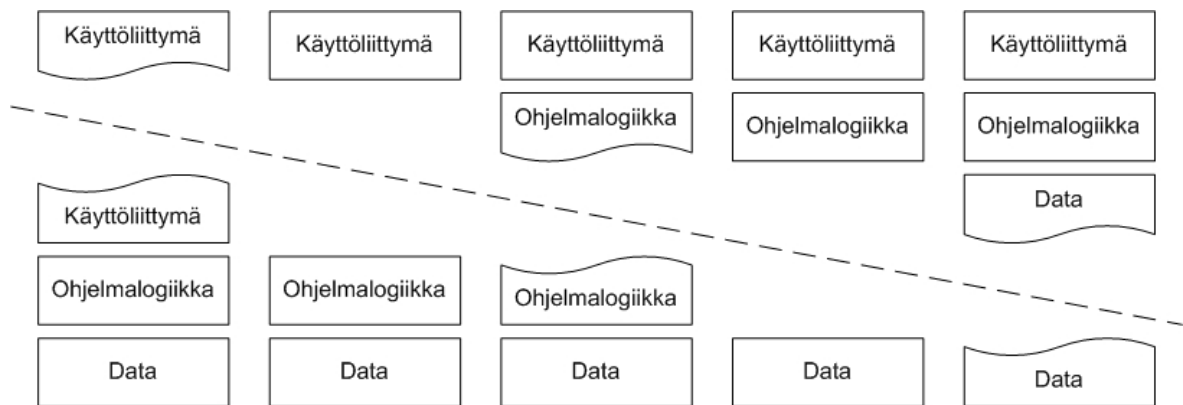 Käyttöliittymä Käyttöliittymä Käyttöliittymä Käyttöliittymä Käyttöliittymä
Ohjelmalogiikka Ohjelmalogiikka Ohjelmalogiikka
Käyttöliittymä Data
Ohjelmalogiikka Ohjelmalogiikka Ohjelmalogiikka
Data Data Data Data Data